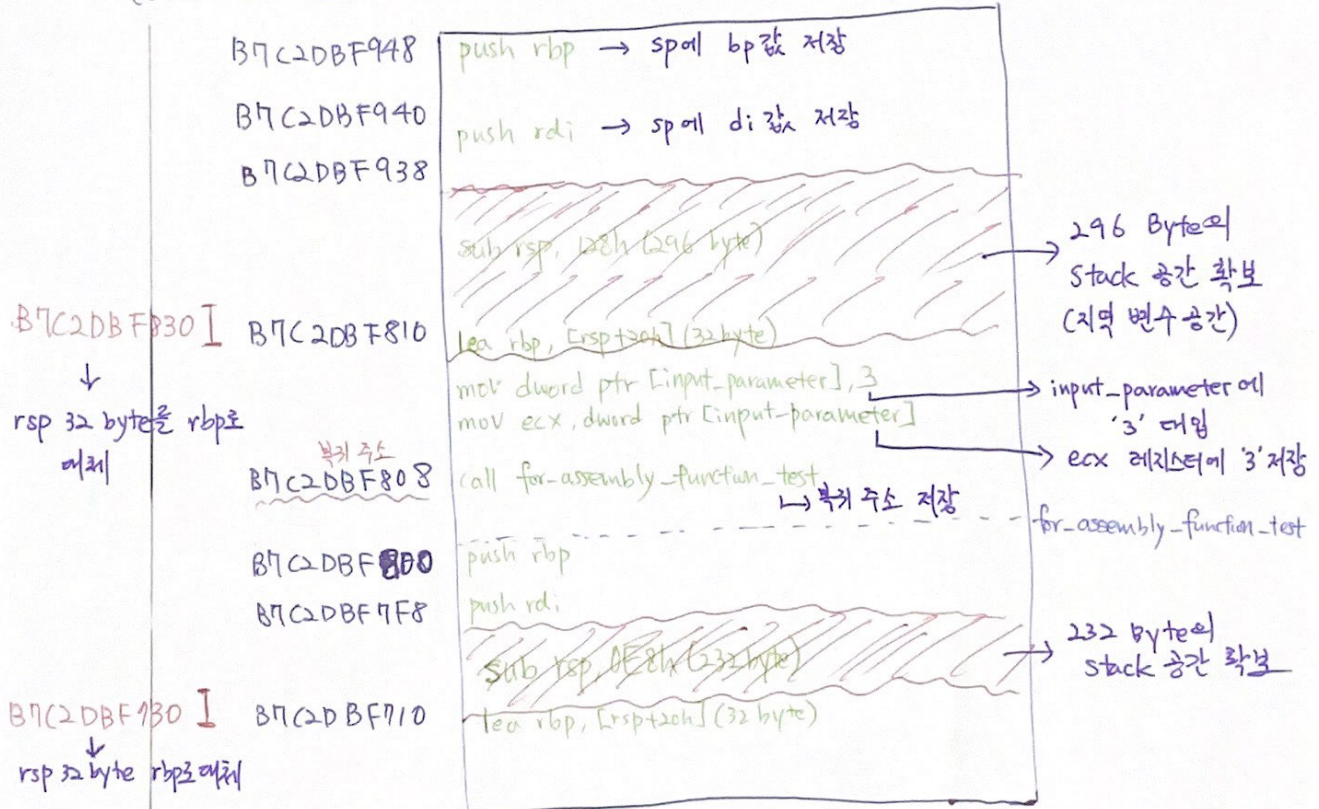 B7C2DBF948 push rbp → sp에 bp값 저장
B7C2DBF940
push rdi → sp에 di값 저장
B7C2DBF938
sub rsp, 128h (296 byte)
296 Byte의
Stack 공간 확보
(지역 변수 공간)
B7C2DBF830 B7C2DBF810 lea rbp, [rsp+20h] (32 byte)
rsp 32 byte를 rbp로
대체
mov dword ptr [input_parameter], 3
mov ecx, dword ptr [input-parameter]
input_parameter에
'3' 대입
ecx 레지스터에 '3' 저장
복귀 주소
B7C2DBF808 call for_assembly_function_test
↳ 복귀 주소 저장
for_assembly_function_test
B7C2DBF800 push rbp
B7C2DBF7F8 push rdi
sub rsp, 0E8h (232 byte)
232 Byte의
stack 공간 확보
B7C2DBF730 B7C2DBF710 lea rbp, [rsp+20h] (32 byte)
rsp 32 byte rbp로 대체